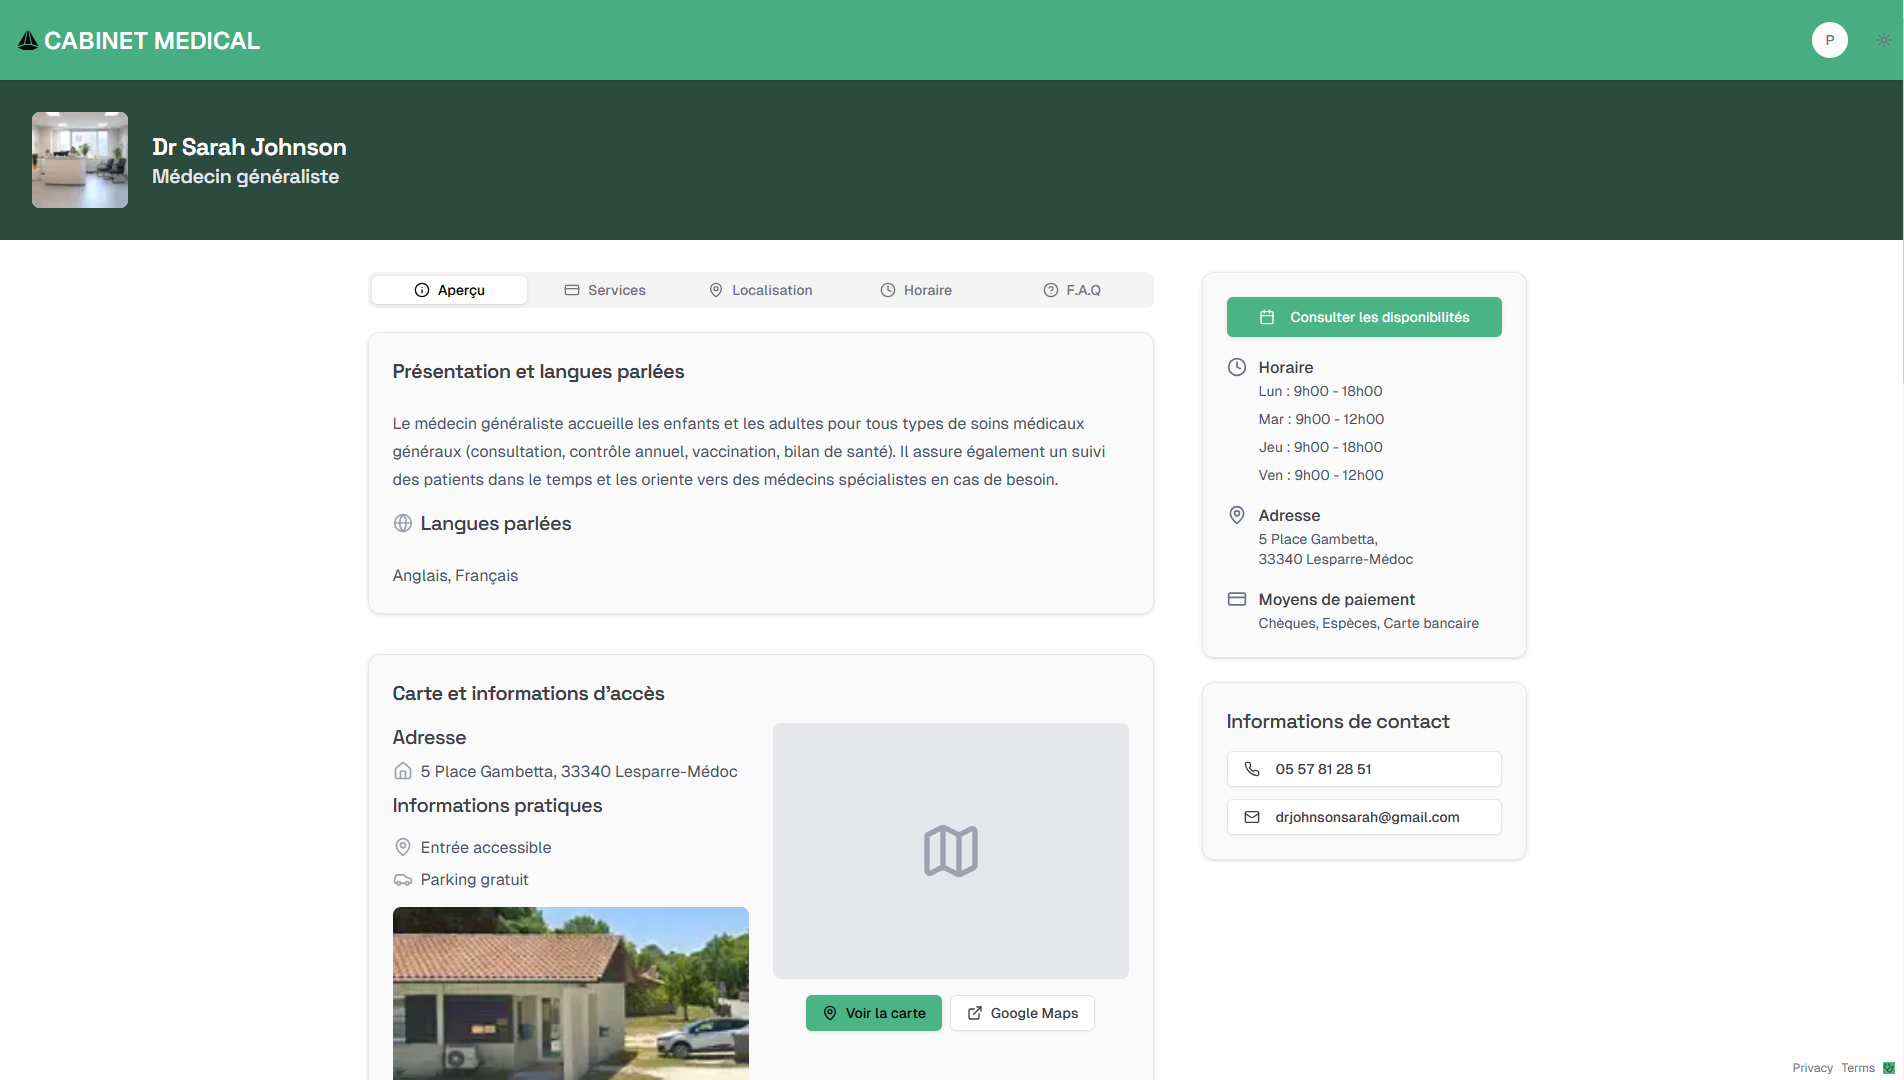 CABINET MEDICAL
P
Dr Sarah Johnson
Médecin généraliste
Aperçu
Services
Localisation
Horaire
F.A.Q
Présentation et langues parlées
Le médecin généraliste accueille les enfants et les adultes pour tous types de soins médicaux
généraux (consultation, contrôle annuel, vaccination, bilan de santé). Il assure également un suivi
des patients dans le temps et les oriente vers des médecins spécialistes en cas de besoin.
Langues parlées
Anglais, Français
Carte et informations d’accès
Adresse
5 Place Gambetta, 33340 Lesparre-Médoc
Informations pratiques
Entrée accessible
Parking gratuit
Voir la carte
Google Maps
Consulter les disponibilités
Horaire
Lun : 9h00 - 18h00
Mar : 9h00 - 12h00
Jeu : 9h00 - 18h00
Ven : 9h00 - 12h00
Adresse
5 Place Gambetta,
33340 Lesparre-Médoc
Moyens de paiement
Chèques, Espèces, Carte bancaire
Informations de contact
05 57 81 28 51
drjohnsonsarah@gmail.com
Privacy
Terms